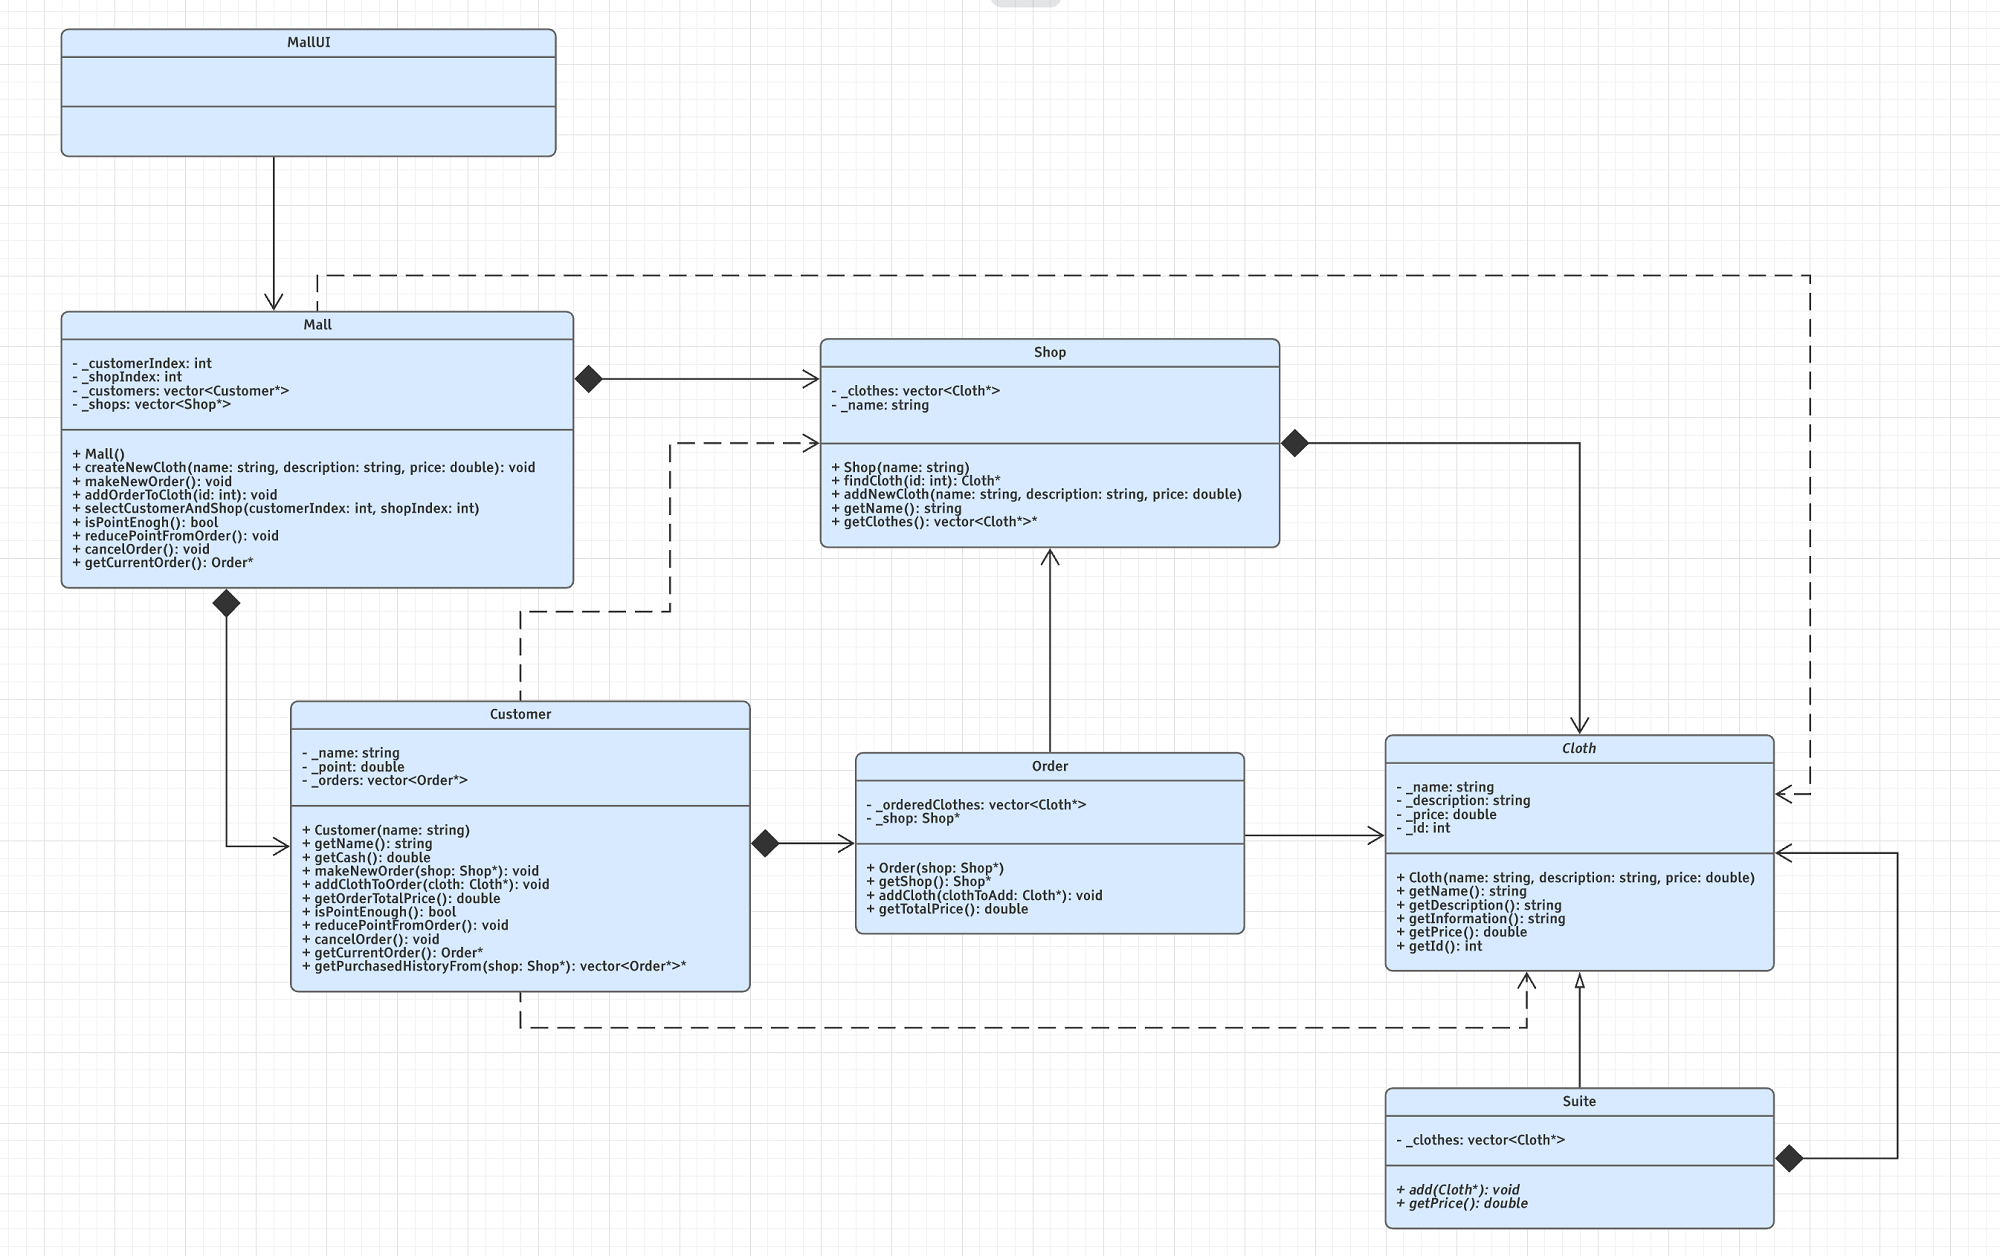 MallUI
Mall
- _customerIndex: int
- _shopIndex: int
- _customers: vector<Customer*>
- _shops: vector<Shop*>
+ Mall()
+ createNewCloth(name: string, description: string, price: double): void
+ makeNewOrder(): void
+ addOrderToCloth(id: int): void
+ selectCustomerAndShop(customerIndex: int, shopIndex: int)
+ isPointEnogh(): bool
+ reducePointFromOrder(): void
+ cancelOrder(): void
+ getCurrentOrder(): Order*
Shop
- _clothes: vector<Cloth*>
- _name: string
+ Shop(name: string)
+ findCloth(id: int): Cloth*
+ addNewCloth(name: string, description: string, price: double)
+ getName(): string
+ getClothes(): vector<Cloth*>*
Customer
- _name: string
- _point: double
- _orders: vector<Order*>
+ Customer(name: string)
+ getName(): string
+ getCash(): double
+ makeNewOrder(shop: Shop*): void
+ addClothToOrder(cloth: Cloth*): void
+ getOrderTotalPrice(): double
+ isPointEnough(): bool
+ reducePointFromOrder(): void
+ cancelOrder(): void
+ getCurrentOrder(): Order*
+ getPurchasedHistoryFrom(shop: Shop*): vector<Order*>*
Order
- _orderedClothes: vector<Cloth*>
- _shop: Shop*
+ Order(shop: Shop*)
+ getShop(): Shop*
+ addCloth(clothToAdd: Cloth*): void
+ getTotalPrice(): double
Cloth
- _name: string
- _description: string
- _price: double
- _id: int
+ Cloth(name: string, description: string, price: double)
+ getName(): string
+ getDescription(): string
+ getInformation(): string
+ getPrice(): double
+ getId(): int
Suite
- _clothes: vector<Cloth*>
+ add(Cloth*): void
+ getPrice(): double